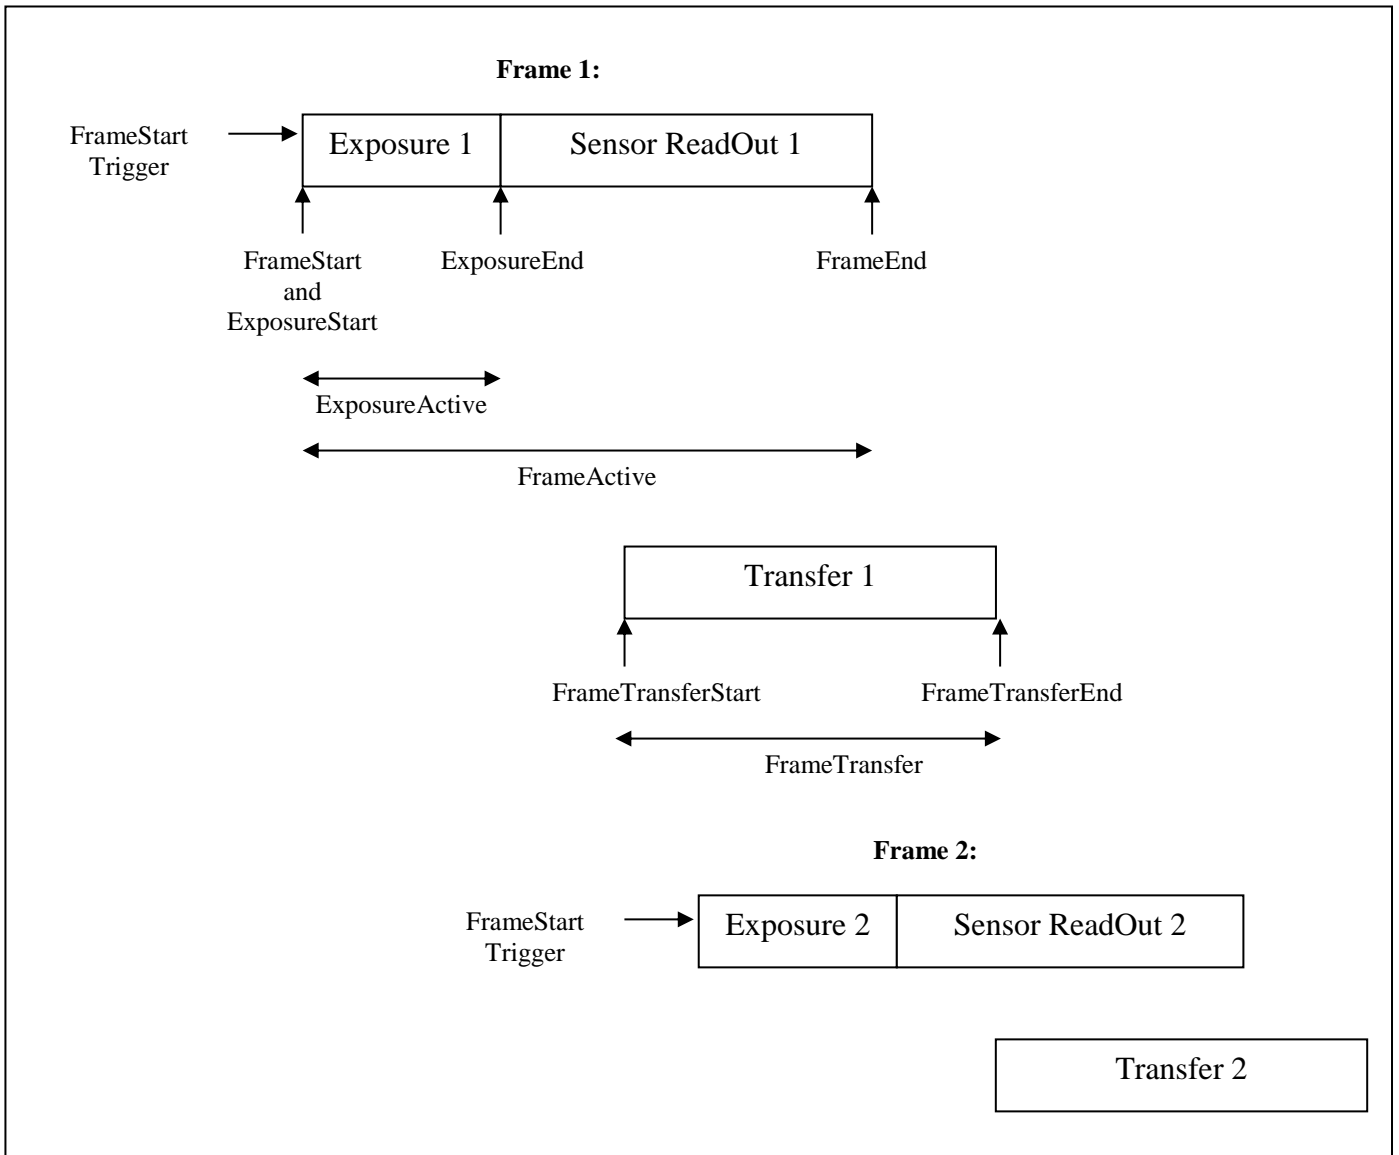 Frame 1:
FrameStart
Trigger
Exposure 1
Sensor ReadOut 1
FrameStart
and
ExposureStart
ExposureEnd
FrameEnd
ExposureActive
FrameActive
Transfer 1
FrameTransferStart
FrameTransferEnd
FrameTransfer
Frame 2:
FrameStart
Trigger
Exposure 2
Sensor ReadOut 2
Transfer 2